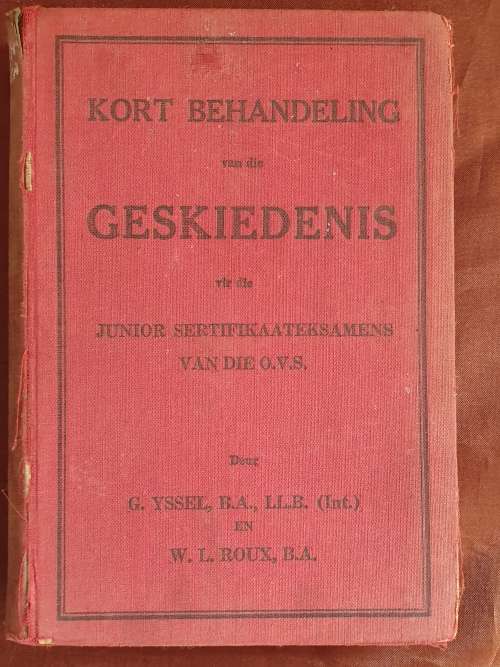 KORT BEHANDELING
van die
GESKIEDENIS
vir die
JUNIOR SERTIFIKAATEKSAMENS
VAN DIE O.V.S.
Deur
G. YSSEL, B.A., LL.B. (Int.)
EN
W. L. ROUX, B.A.